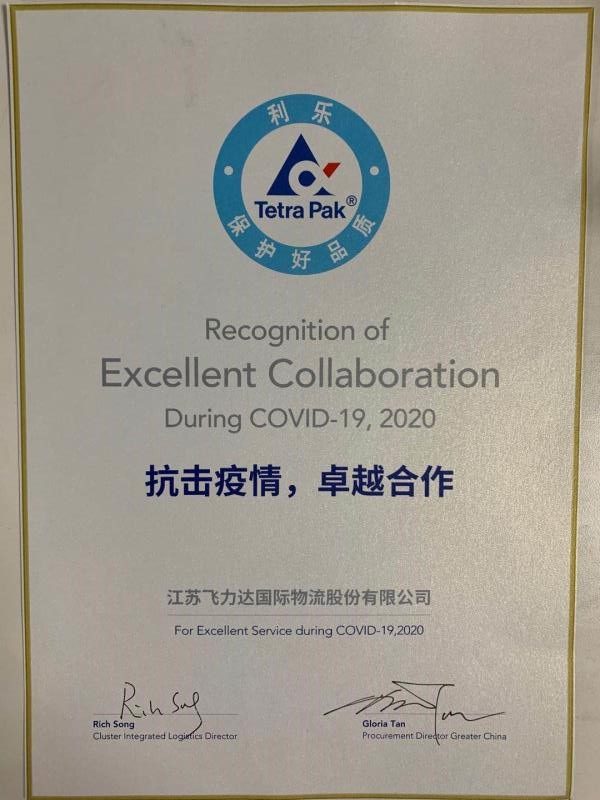 利乐
Tetra Pak®
保护好品质
Recognition of
Excellent Collaboration
During COVID-19, 2020
抗击疫情，卓越合作
江苏飞力达国际物流股份有限公司
For Excellent Service during COVID-19,2020
Rich Song
Rich Song
Cluster Integrated Logistics Director
Gloria Tan
Procurement Director Greater China